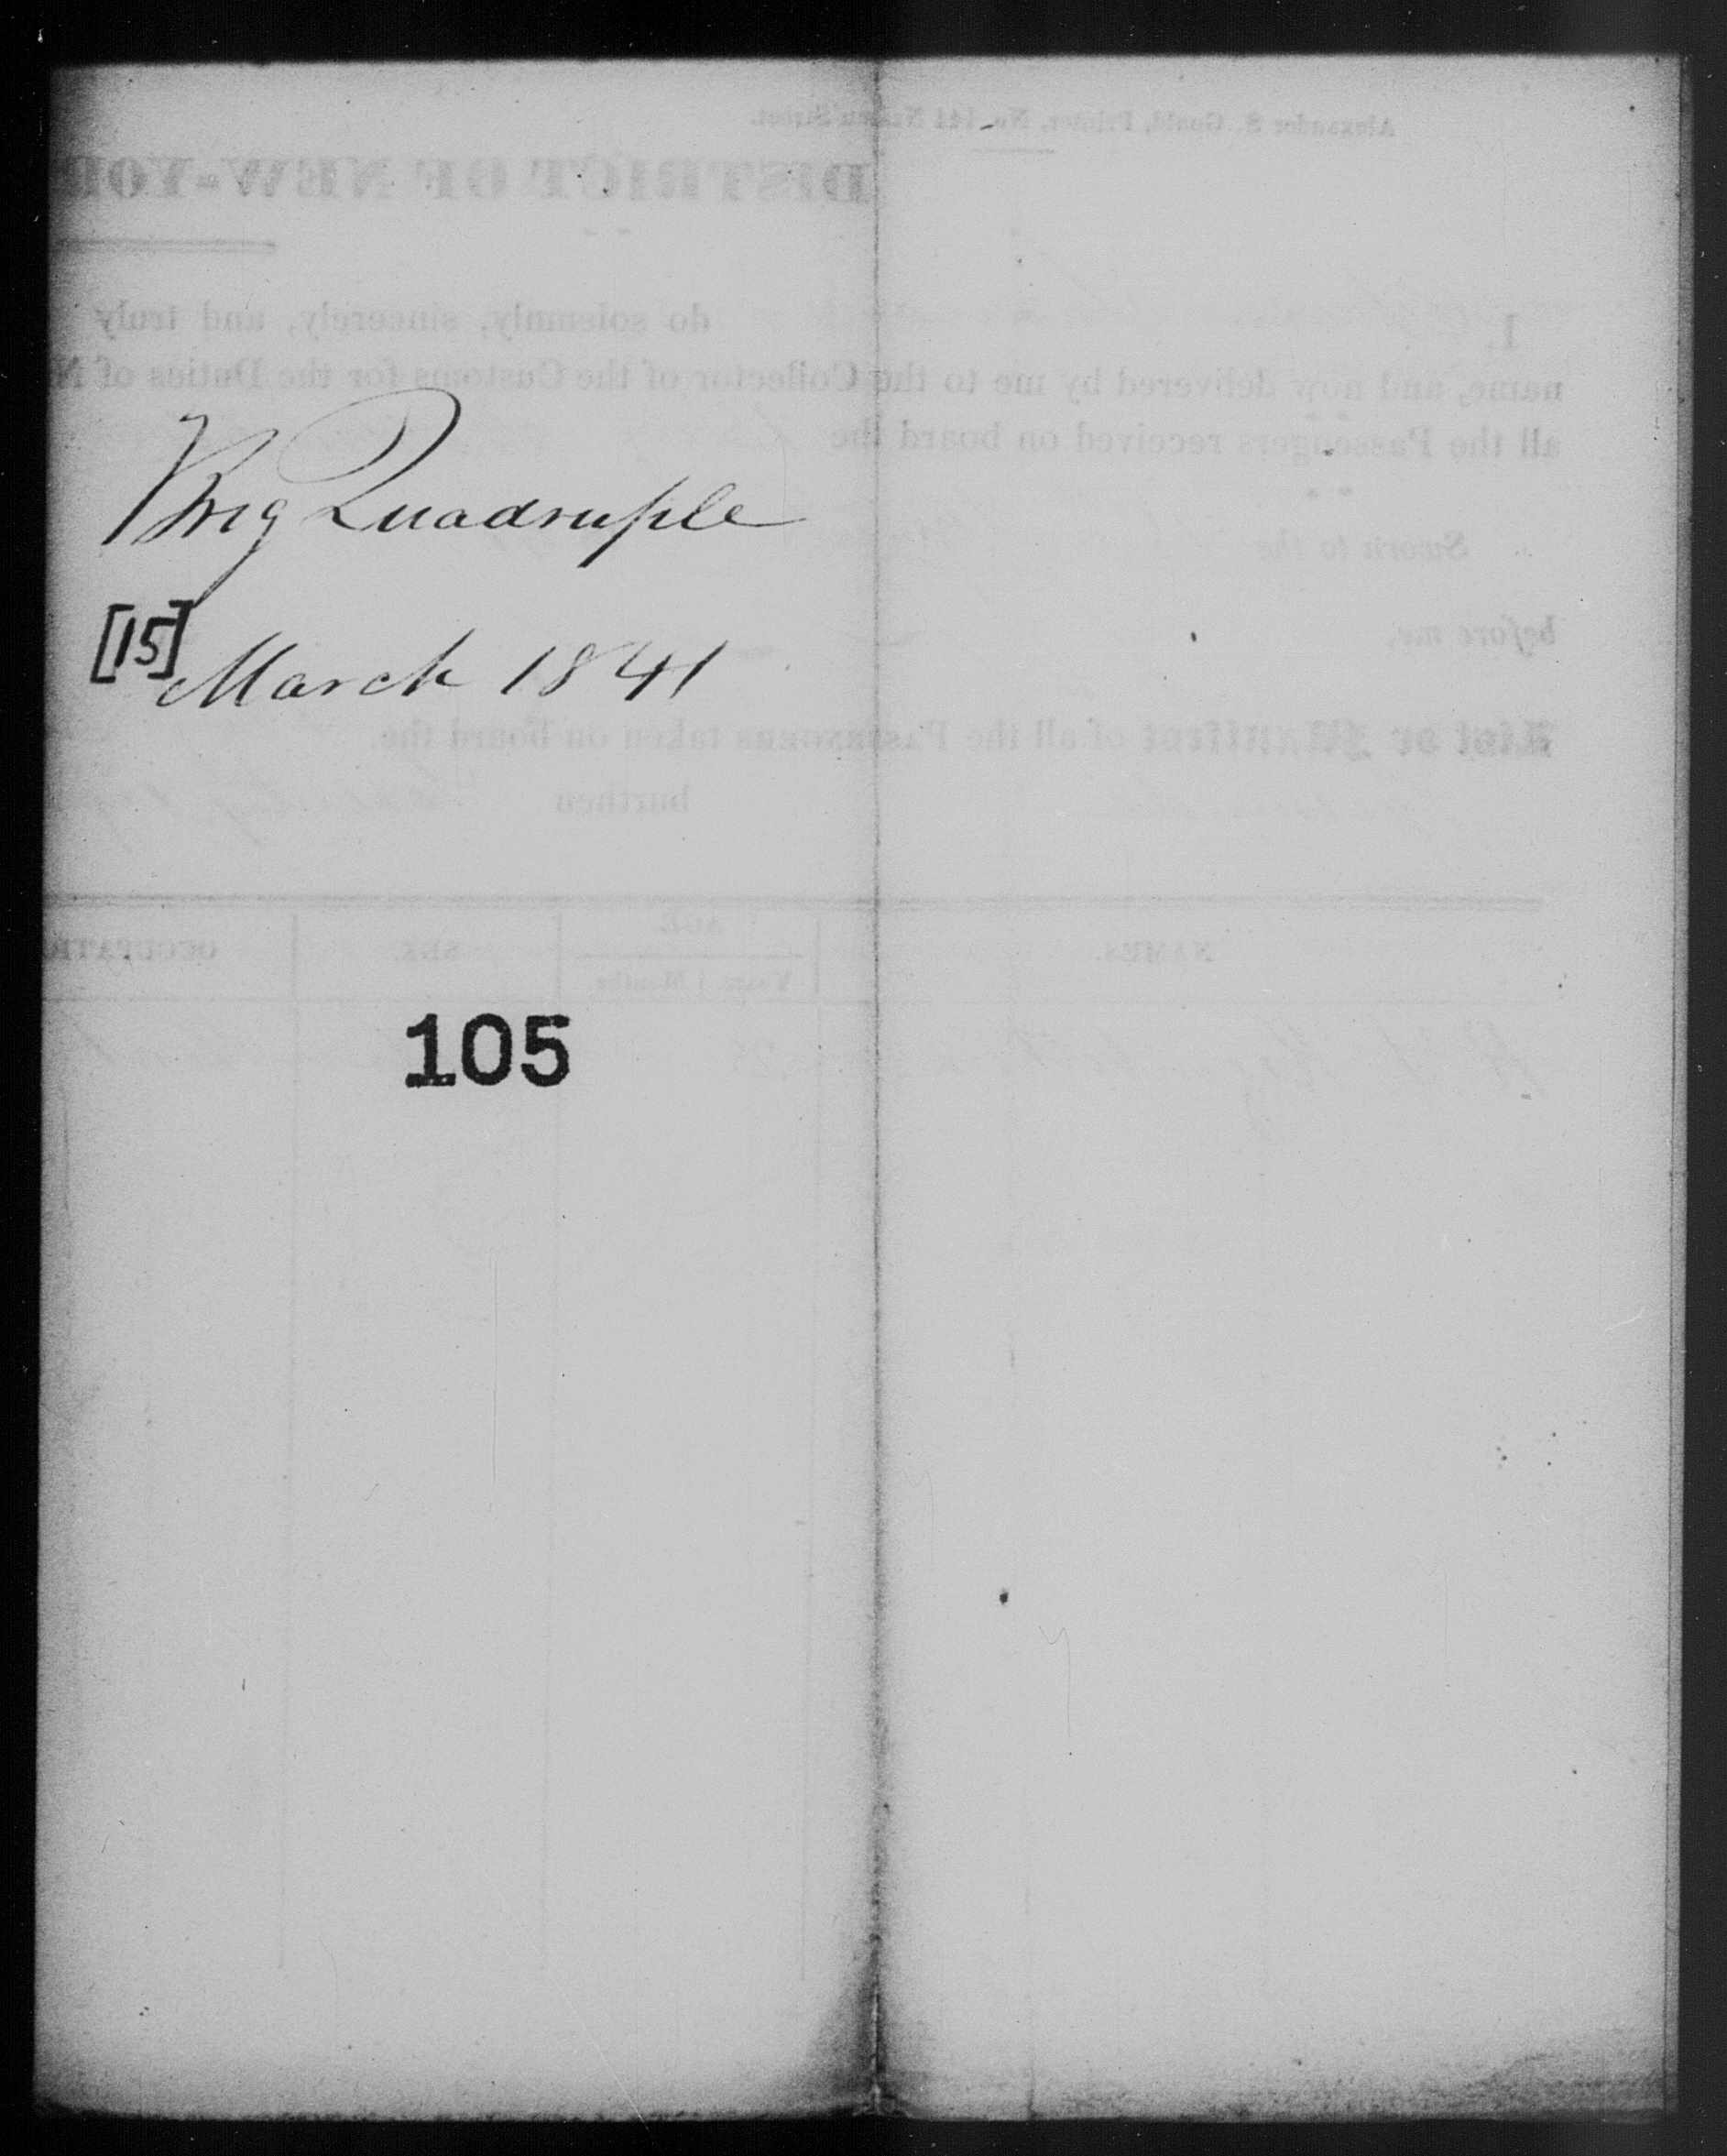 Brig Quadruple
[15]
March 1841
105
Alexander S. Gould, Printer, No. 144 Nassau Street.
DISTRICT OF NEW-YOR
I, do solemnly, sincerely, and truly
name, and now delivered by me to the Collector of the Customs for the Duties of N
all the Passengers received on board the
Sworn to the
before me.
List or Manifest of all the PASSENGERS taken on board the
burthen
NAMES. AGE. SEX. OCCUPATI
Years. Months